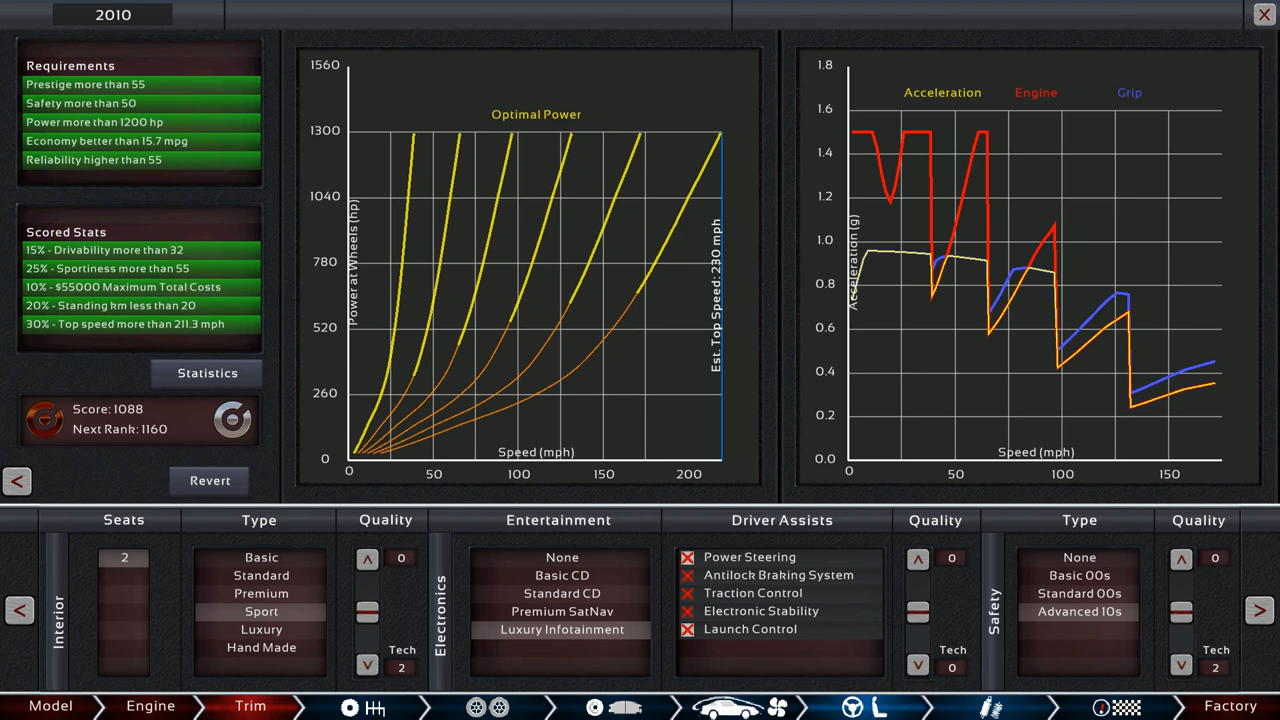 2010
Requirements
Prestige more than 55
Safety more than 50
Power more than 1200 hp
Economy better than 15.7 mpg
Reliability higher than 55
Scored Stats
15% - Drivability more than 32
25% - Sportiness more than 55
10% - $55000 Maximum Total Costs
20% - Standing km less than 20
30% - Top speed more than 211.3 mph
Statistics
Score: 1088
Next Rank: 1160
<
Revert
1560
1300
1040
780
520
260
0
Optimal Power
Power at Wheels (hp)
Est. Top Speed: 230 mph
Speed (mph)
0 50 100 150 200
1.8
1.6
1.4
1.2
1.0
0.8
0.6
0.4
0.2
0.0
Acceleration Engine Grip
Acceleration (g)
Speed (mph)
0 50 100 150
X
<
Interior
Seats
2
Type
Basic
Standard
Premium
Sport
Luxury
Hand Made
Quality
0
Tech
2
Electronics
Entertainment
None
Basic CD
Standard CD
Premium SatNav
Luxury Infotainment
Driver Assists
Power Steering
Antilock Braking System
Traction Control
Electronic Stability
Launch Control
Quality
0
Tech
0
Safety
Type
None
Basic 00s
Standard 00s
Advanced 10s
Quality
0
Tech
2
>
Model Engine Trim Factory